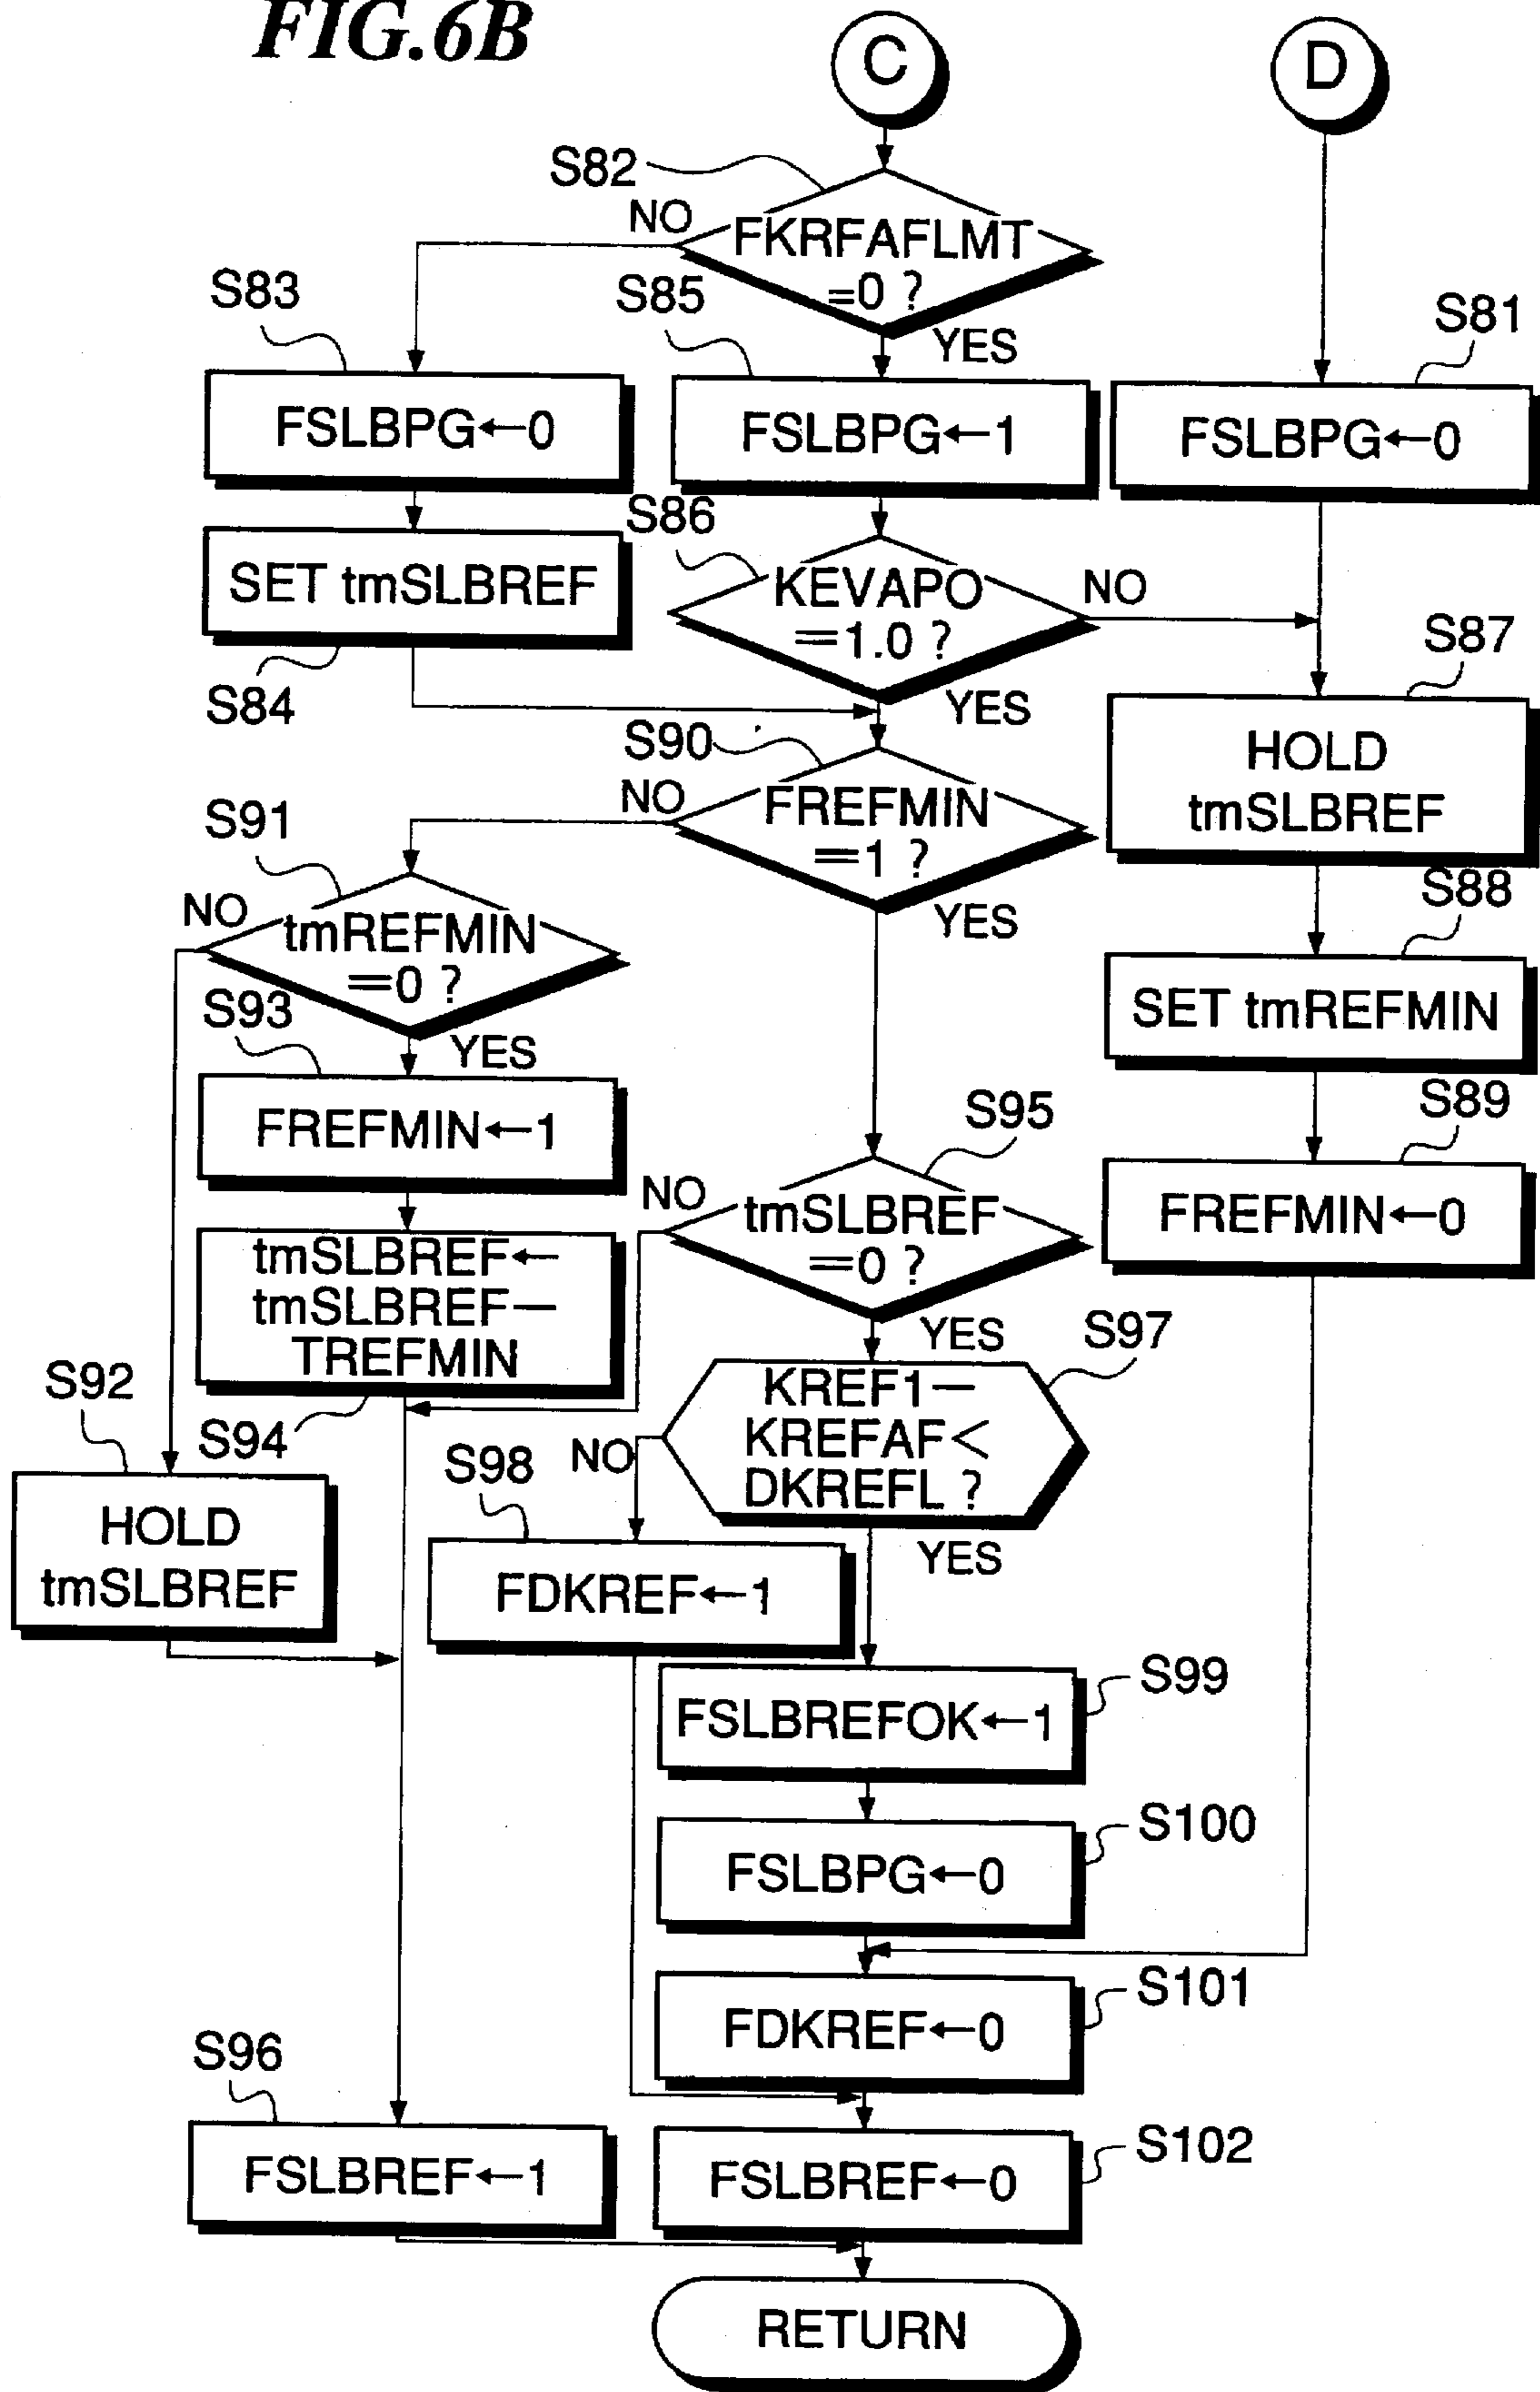 FIG.6B
C
D
S82
NO
FKRFAFLMT
=0 ?
S83
S85
YES
S81
FSLBPG←0
FSLBPG←1
FSLBPG←0
S86
SET tmSLBREF
KEVAPO
=1.0 ?
NO
S84
YES
S87
HOLD
tmSLBREF
S90
NO
FREFMIN
=1 ?
S91
YES
S88
NO
tmREFMIN
=0 ?
SET tmREFMIN
S93
YES
S89
FREFMIN←1
S95
NO
tmSLBREF
=0 ?
FREFMIN←0
tmSLBREF←
tmSLBREF−
TREFMIN
YES
S97
S92
S94
KREF1−
KREFAF<
DKREFL ?
S98
NO
HOLD
tmSLBREF
YES
FDKREF←1
S99
FSLBREFOK←1
S100
FSLBPG←0
S101
FDKREF←0
S96
FSLBREF←1
S102
FSLBREF←0
RETURN